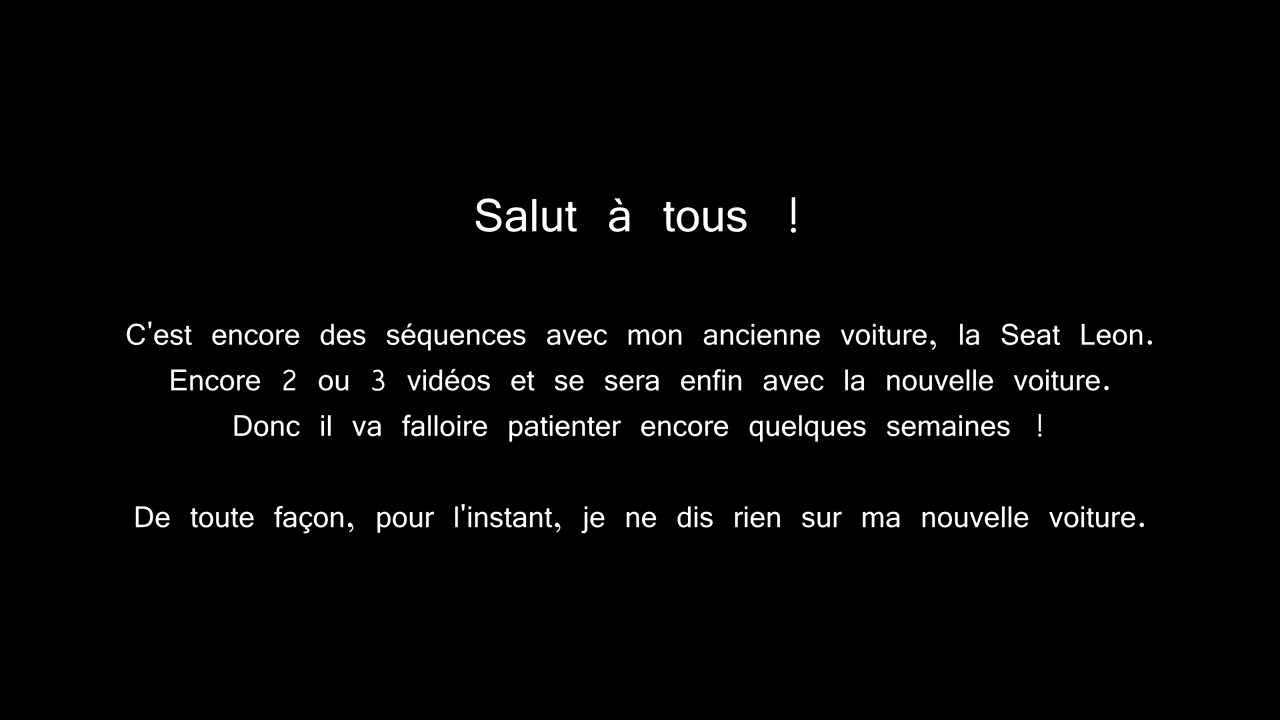 Salut à tous !
C'est encore des séquences avec mon ancienne voiture, la Seat Leon.
Encore 2 ou 3 vidéos et se sera enfin avec la nouvelle voiture.
Donc il va falloire patienter encore quelques semaines !
De toute façon, pour l'instant, je ne dis rien sur ma nouvelle voiture.